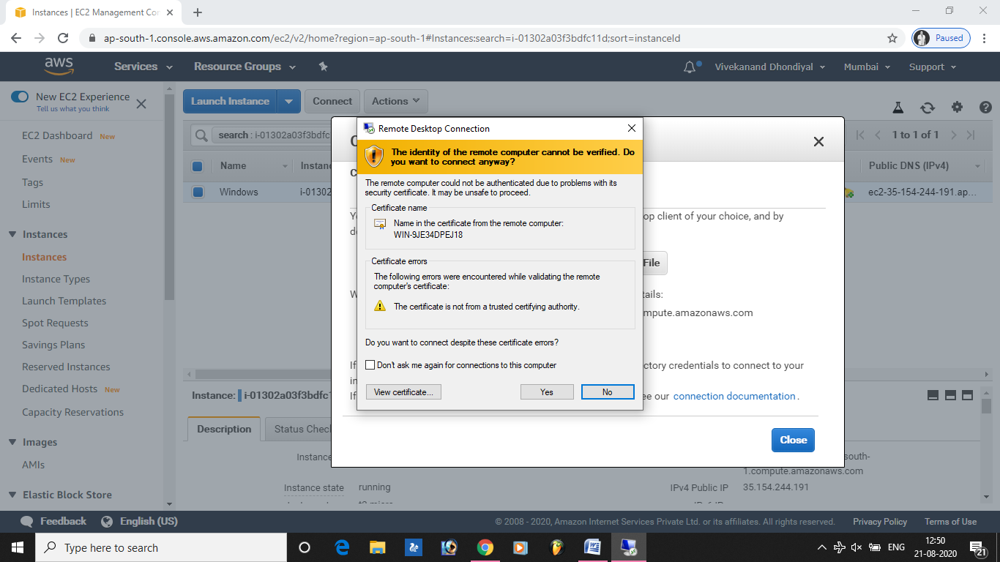 Instances | EC2 Management Con
ap-south-1.console.aws.amazon.com/ec2/v2/home?region=ap-south-1#Instances:search=i-01302a03f3bdfc11d;sort=instanceId
Paused
aws
Services
Resource Groups
Vivekanand Dhondiyal
Mumbai
Support
New EC2 Experience
Tell us what you think
EC2 Dashboard New
Events New
Tags
Limits
Instances
Instances
Instance Types
Launch Templates
Spot Requests
Savings Plans
Reserved Instances
Dedicated Hosts New
Capacity Reservations
Images
AMIs
Elastic Block Store
Launch Instance
Connect
Actions
search : i-01302a03f3bdfc
1 to 1 of 1
Name
Instan
Public DNS (IPv4)
Windows
i-01302
ec2-35-154-244-191.ap...
Remote Desktop Connection
The identity of the remote computer cannot be verified. Do
you want to connect anyway?
The remote computer could not be authenticated due to problems with its
security certificate. It may be unsafe to proceed.
Certificate name
Name in the certificate from the remote computer:
WIN-9JE34DPEJ18
Certificate errors
The following errors were encountered while validating the remote
computer's certificate:
The certificate is not from a trusted certifying authority.
Do you want to connect despite these certificate errors?
Don't ask me again for connections to this computer
View certificate...
Yes
No
op client of your choice, and by
File
tails:
mpute.amazonaws.com
If
ctory credentials to connect to your
in
If
ee our connection documentation.
Close
Instance: i-01302a03f3bdfc1
Description
Status Chec
Instance
south-
1.compute.amazonaws.com
Instance state
running
IPv4 Public IP
35.154.244.191
Feedback
English (US)
© 2008 - 2020, Amazon Internet Services Private Ltd. or its affiliates. All rights reserved.
Privacy Policy
Terms of Use
Type here to search
ENG
12:50
21-08-2020
21